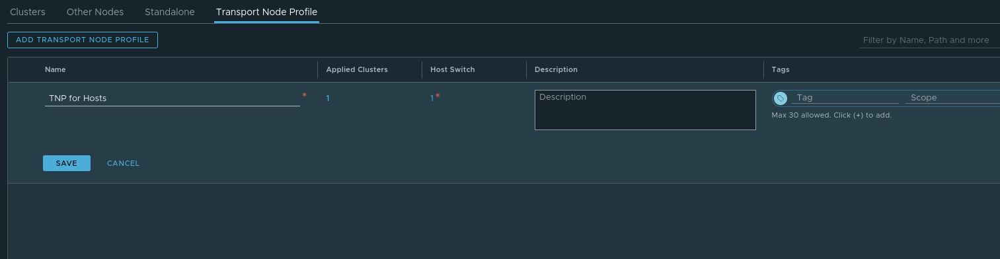 Clusters Other Nodes Standalone Transport Node Profile
ADD TRANSPORT NODE PROFILE Filter by Name, Path and more
Name Applied Clusters Host Switch Description Tags
TNP for Hosts * 1 1 * Description Tag Scope
Max 30 allowed. Click (+) to add.
SAVE CANCEL